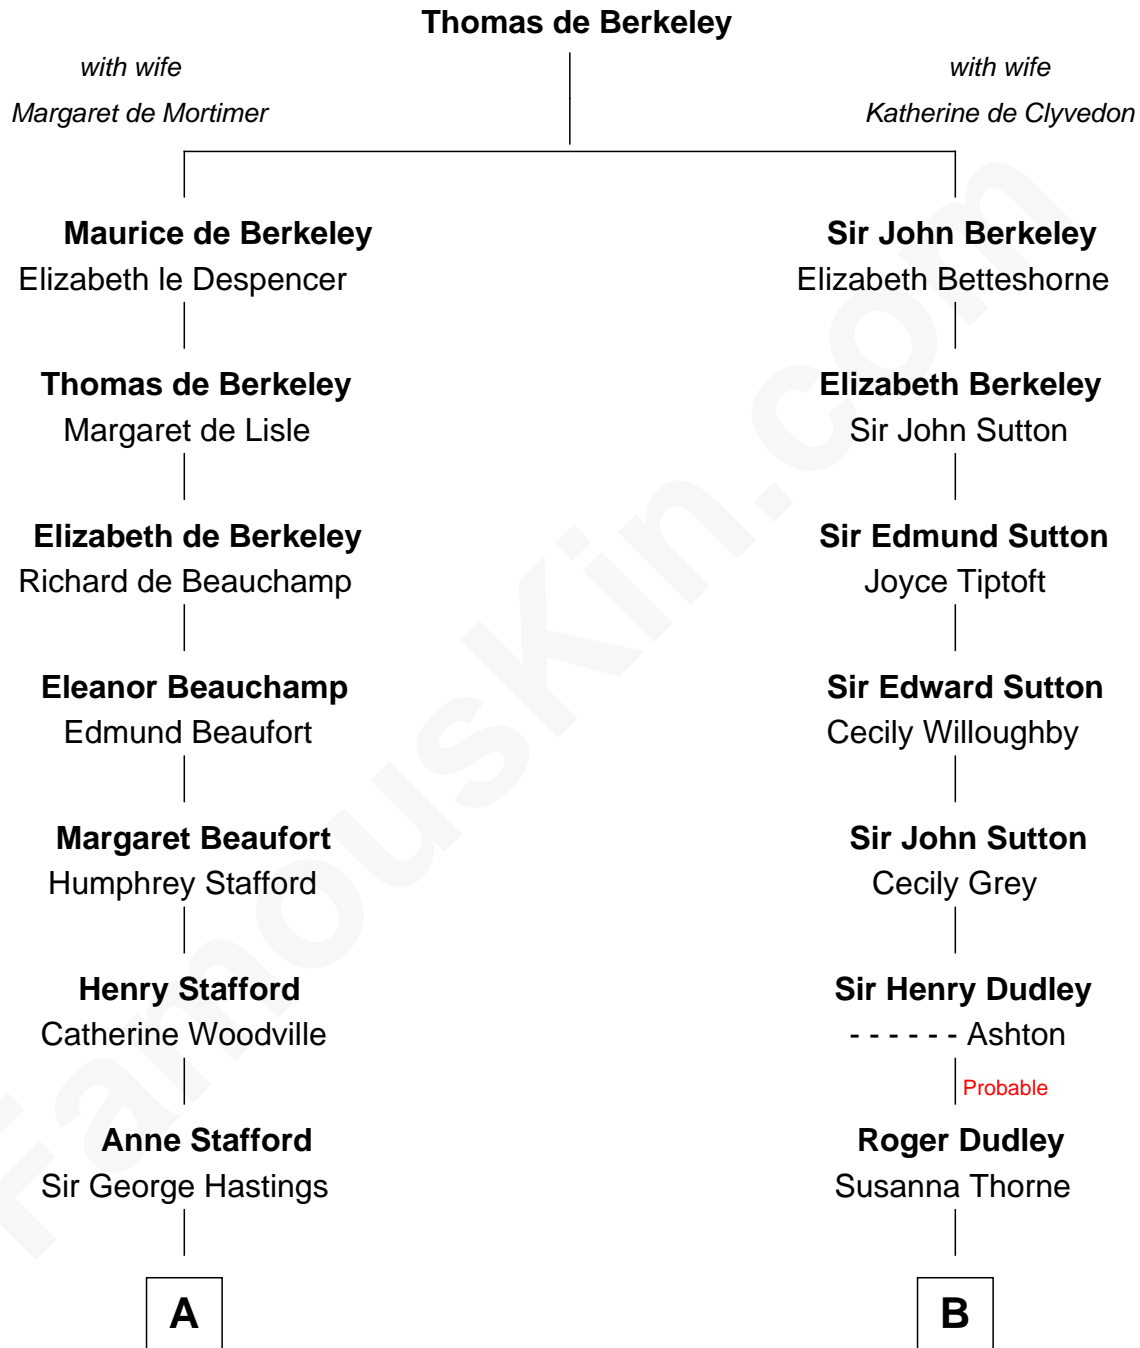 Thomas de Berkeley
with wife
Margaret de Mortimer
with wife
Katherine de Clyvedon
Maurice de Berkeley
Elizabeth le Despencer
Sir John Berkeley
Elizabeth Betteshorne
Thomas de Berkeley
Margaret de Lisle
Elizabeth Berkeley
Sir John Sutton
Elizabeth de Berkeley
Richard de Beauchamp
Sir Edmund Sutton
Joyce Tiptoft
Eleanor Beauchamp
Edmund Beaufort
Sir Edward Sutton
Cecily Willoughby
Margaret Beaufort
Humphrey Stafford
Sir John Sutton
Cecily Grey
Henry Stafford
Catherine Woodville
Sir Henry Dudley
- - - - - - Ashton
Probable
Anne Stafford
Sir George Hastings
Roger Dudley
Susanna Thorne
A
B
FamousKin.com